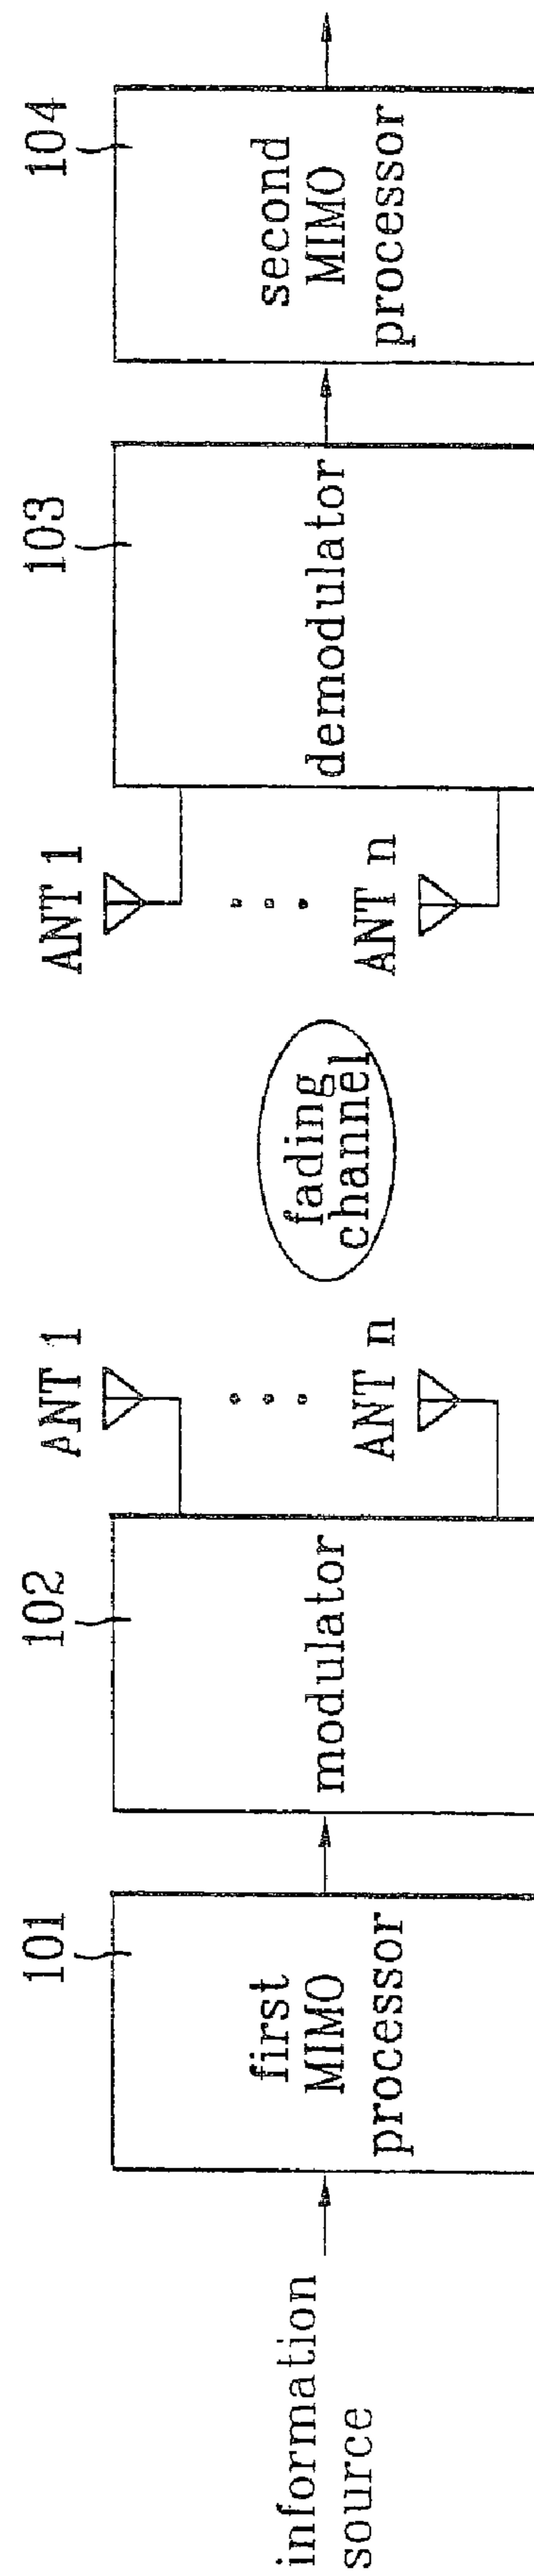 information
source
101
first
MIMO
processor
102
modulator
ANT 1
ANT n
fading
channel
ANT 1
ANT n
103
demodulator
104
second
MIMO
processor